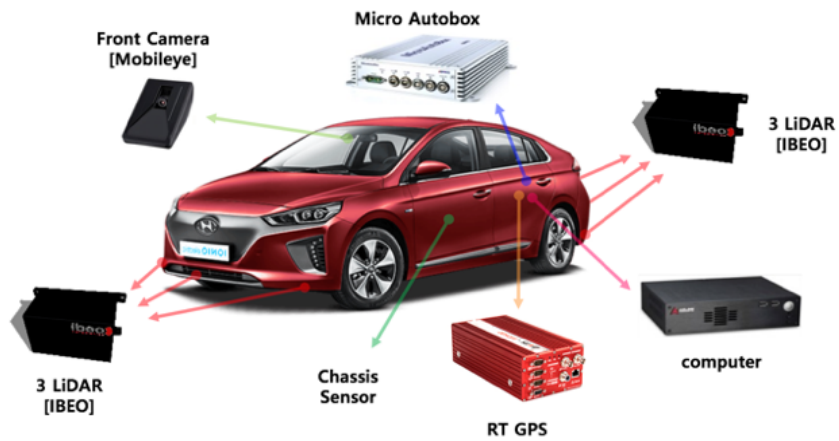 Micro Autobox
Front Camera
[Mobileye]
3 LiDAR
[IBEO]
ibeo
ibeo
3 LiDAR
[IBEO]
Chassis
Sensor
RT GPS
computer